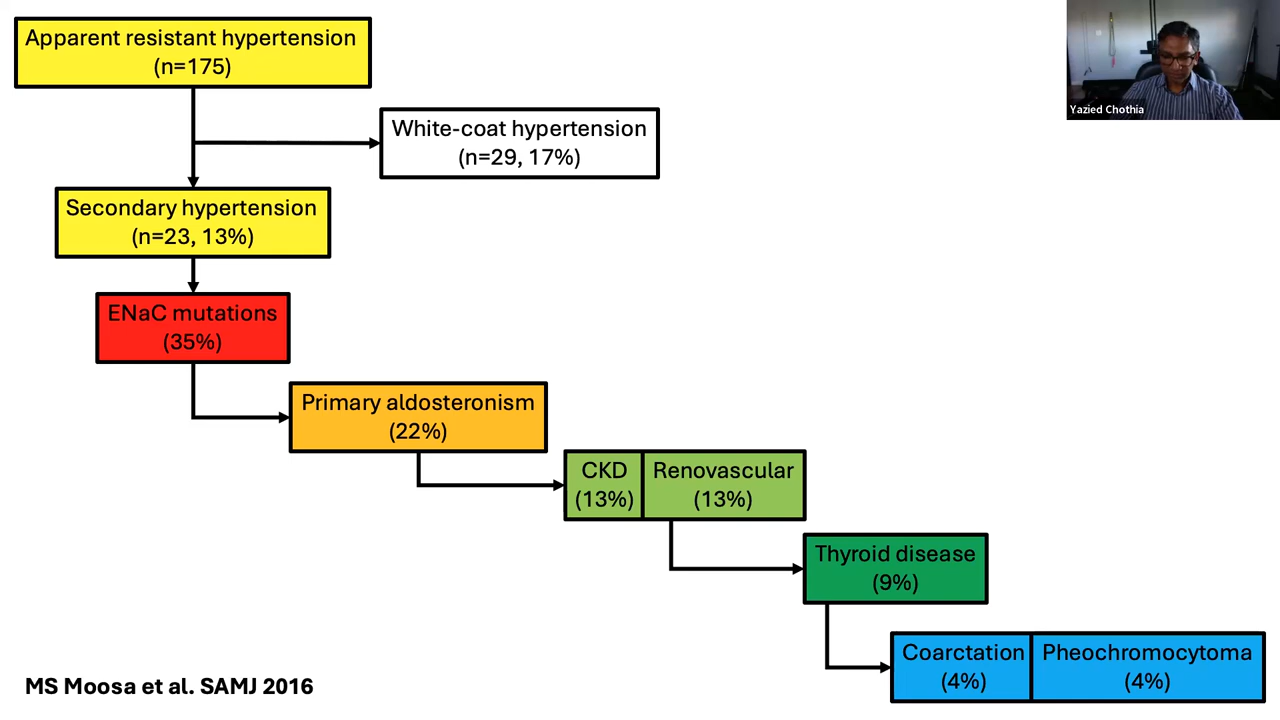 Apparent resistant hypertension
(n=175)
Yazied Chothia
White-coat hypertension
(n=29, 17%)
Secondary hypertension
(n=23, 13%)
ENaC mutations
(35%)
Primary aldosteronism
(22%)
CKD
(13%)
Renovascular
(13%)
Thyroid disease
(9%)
Coarctation
(4%)
Pheochromocytoma
(4%)
MS Moosa et al. SAMJ 2016